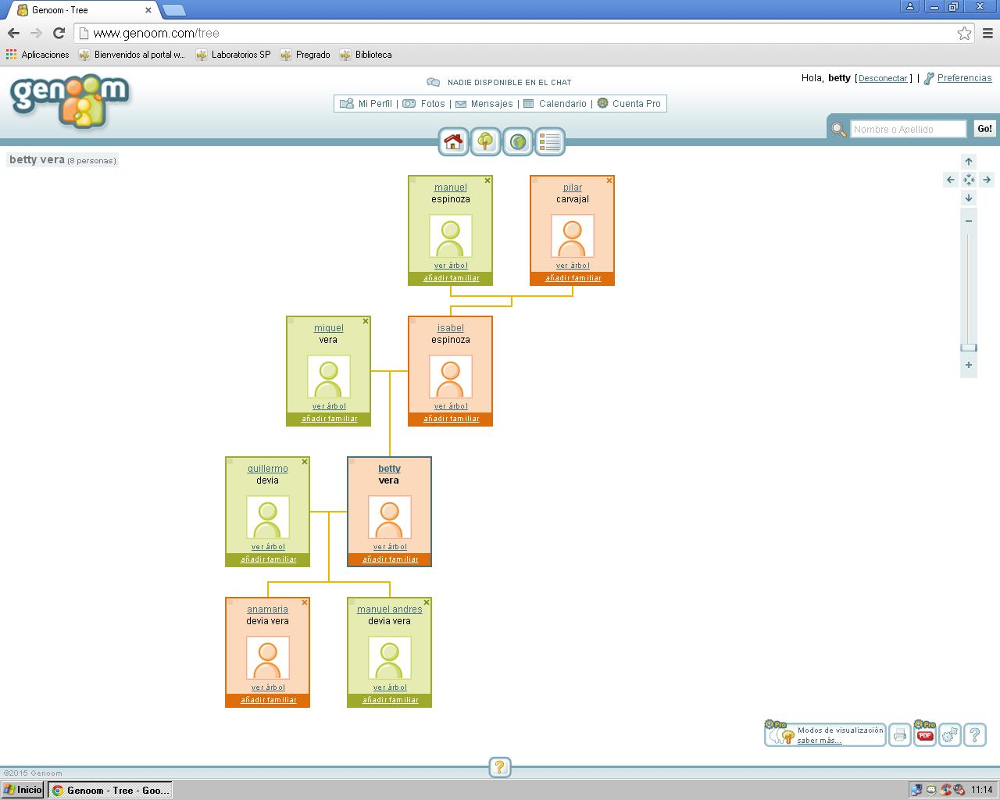 Genoom - Tree
www.genoom.com/tree
Aplicaciones
Bienvenidos al portal w...
Laboratorios SP
Pregrado
Biblioteca
genoom
NADIE DISPONIBLE EN EL CHAT
Hola, betty [Desconectar] | Preferencias
Mi Perfil | Fotos | Mensajes | Calendario | Cuenta Pro
Nombre o Apellido
Go!
betty vera (8 personas)
manuel
espinoza
ver árbol
añadir familiar
pilar
carvajal
ver árbol
añadir familiar
miguel
vera
ver árbol
añadir familiar
isabel
espinoza
ver árbol
añadir familiar
guillermo
devia
ver árbol
añadir familiar
betty
vera
ver árbol
añadir familiar
anamaria
devia vera
ver árbol
añadir familiar
manuel andres
devia vera
ver árbol
añadir familiar
Pro
Modos de visualización
saber más...
Pro
PDF
?
?
©2015 Genoom
Inicio
Genoom - Tree - Goo...
11:14